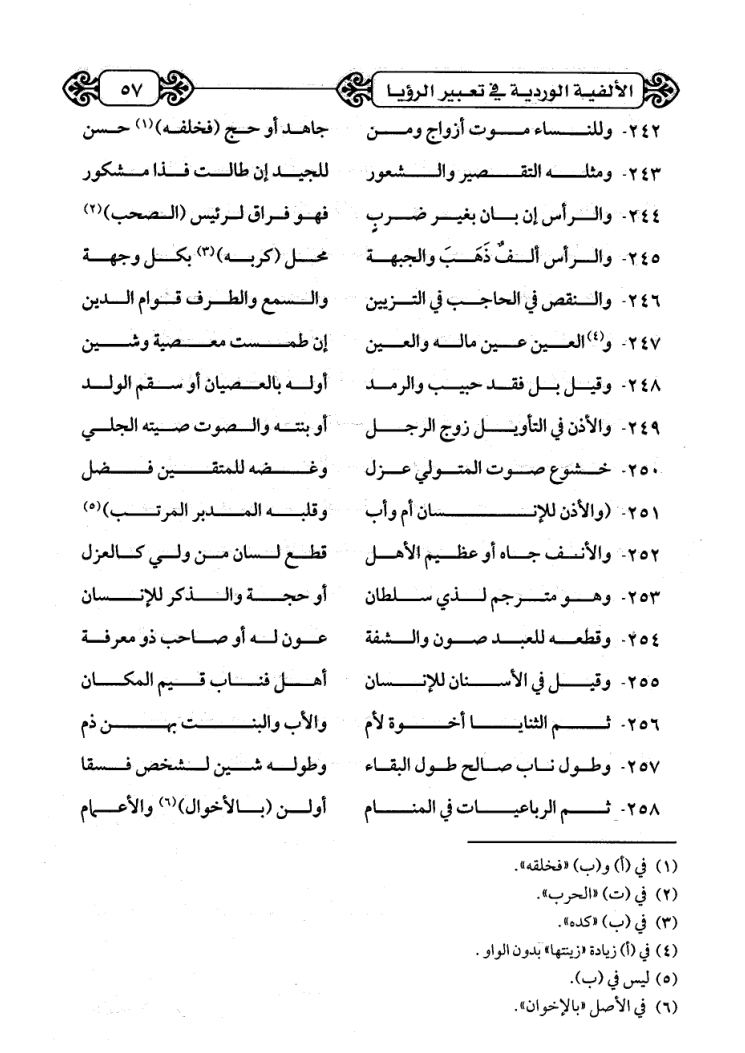 الألفية الوردية في تعبير الرؤيا ٥٧
٢٤٢- وللنساء موت أزواج ومن جاهد أو حج (فخلفه)(١) حسن
٢٤٣- ومثله التقصير والشعور للجيد إن طالت فذا مشكور
٢٤٤- والرأس إن بان بغير ضربٍ فهو فراق لرئيس (الصحب)(٢)
٢٤٥- والرأس ألفٌ ذَهَبَ والجبهة محل (كربه)(٣) بكل وجهة
٢٤٦- والنقص في الحاجب في التزيين والسمع والطرف قوام الدين
٢٤٧- و(٤)العين عين ماله والعين إن طمست معصية وشين
٢٤٨- وقيل بل فقد حبيب والرمد أوله بالعصيان أو سقم الولد
٢٤٩- والأذن في التأويل زوج الرجل أو بنته والصوت صيته الجلي
٢٥٠- خشوع صوت المتولي عزل وغضه للمتقين فضل
٢٥١- (والأذن للإنسان أم وأب وقلبه المدبر المرتب)(٥)
٢٥٢- والأنف جاه أو عظيم الأهل قطع لسان من ولي كالعزل
٢٥٣- وهو مترجم لذي سلطان أو حجة والذكر للإنسان
٢٥٤- وقطعه للعبد صون والشفة عون له أو صاحب ذو معرفة
٢٥٥- وقيل في الأسنان للإنسان أهل فناب قيم المكان
٢٥٦- ثم الثنايا أخوة لأم والأب والبنت بهن ذم
٢٥٧- وطول ناب صالح طول البقاء وطوله شين لشخص فسقا
٢٥٨- ثم الرباعيات في المنام أولن (بالأخوال)(٦) والأعمام
(١) في (أ) و(ب) «فخلقه».
(٢) في (ت) «الحرب».
(٣) في (ب) «كده».
(٤) في (أ) زيادة «زينتها» بدون الواو .
(٥) ليس في (ب).
(٦) في الأصل «بالإخوان».